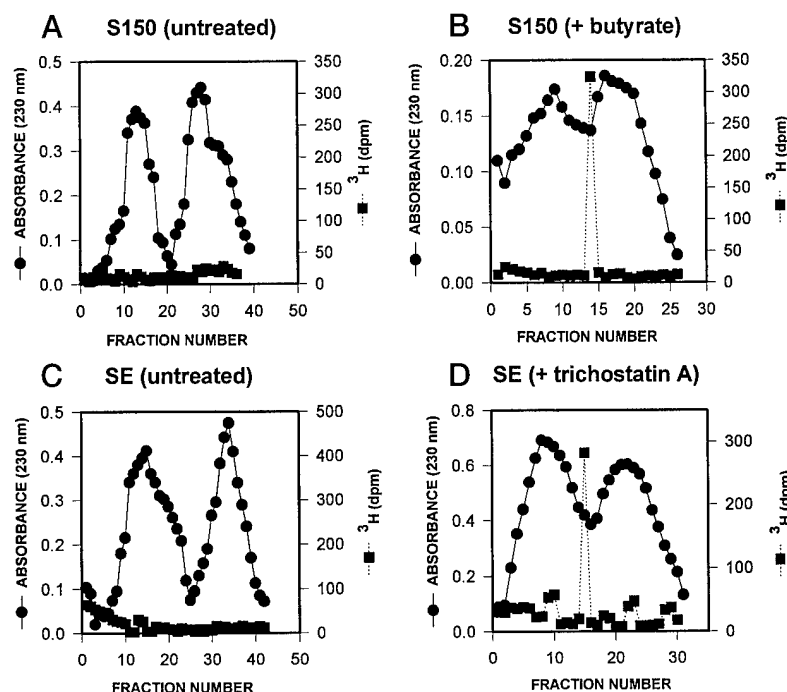 A S150 (untreated)
ABSORBANCE (230 nm)
0.5
0.4
0.3
0.2
0.1
0.0
350
300
250
200
150
100
50
0
³H (dpm)
0 10 20 30 40 50
FRACTION NUMBER
B S150 (+ butyrate)
ABSORBANCE (230 nm)
0.20
0.15
0.10
0.05
0.00
350
300
250
200
150
100
50
0
³H (dpm)
0 5 10 15 20 25 30
FRACTION NUMBER
C SE (untreated)
ABSORBANCE (230 nm)
0.5
0.4
0.3
0.2
0.1
0.0
500
400
300
200
100
0
³H (dpm)
0 10 20 30 40 50
FRACTION NUMBER
D SE (+ trichostatin A)
ABSORBANCE (230 nm)
0.8
0.6
0.4
0.2
0.0
300
200
100
0
³H (dpm)
0 10 20 30
FRACTION NUMBER